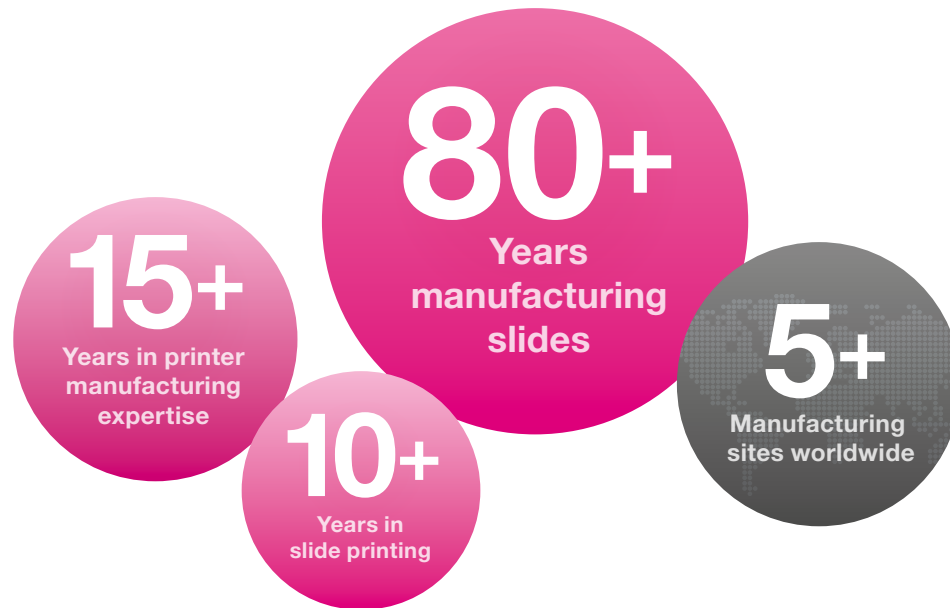 80+
Years
manufacturing
slides
15+
Years in printer
manufacturing
expertise
10+
Years in
slide printing
5+
Manufacturing
sites worldwide